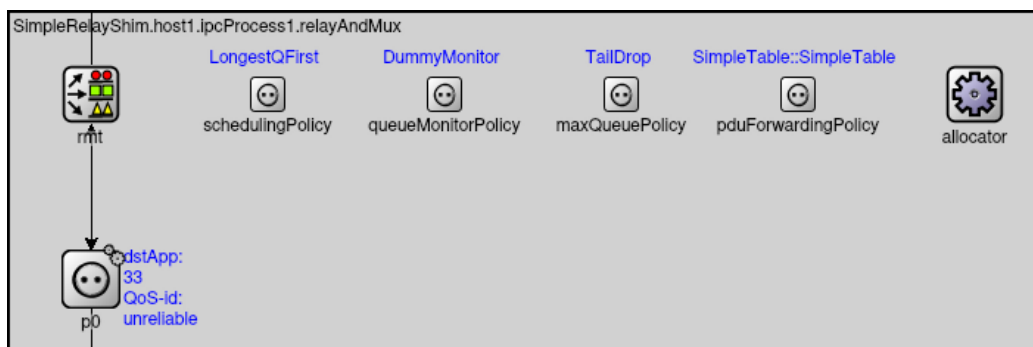 SimpleRelayShim.host1.ipcProcess1.relayAndMux
LongestQFirst DummyMonitor TailDrop SimpleTable::SimpleTable
rmt schedulingPolicy queueMonitorPolicy maxQueuePolicy pduForwardingPolicy allocator
dstApp:
33
QoS-id:
unreliable
p0